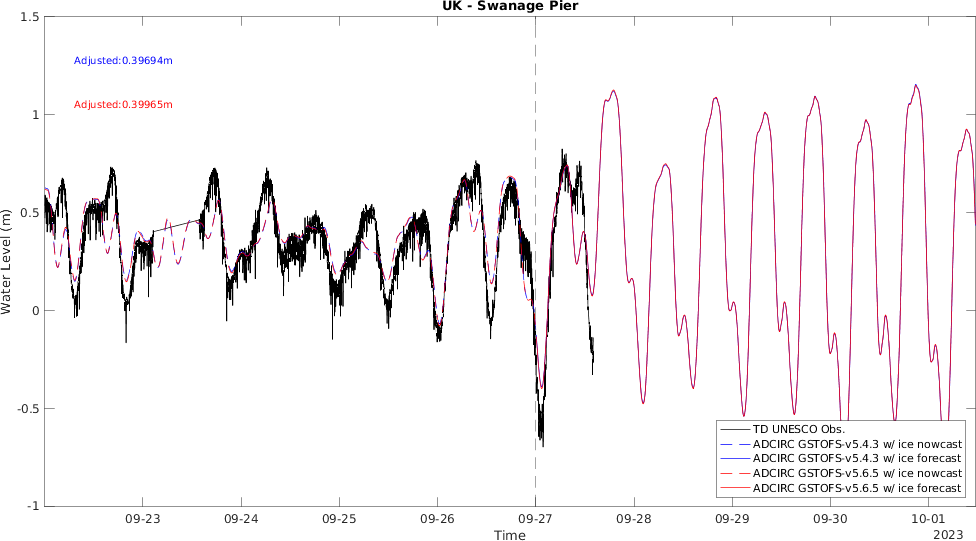 UK - Swanage Pier
Adjusted:0.39694m
Adjusted:0.39965m
1.5
1
0.5
0
-0.5
-1
Water Level (m)
TD UNESCO Obs.
ADCIRC GSTOFS-v5.4.3 w/ ice nowcast
ADCIRC GSTOFS-v5.4.3 w/ ice forecast
ADCIRC GSTOFS-v5.6.5 w/ ice nowcast
ADCIRC GSTOFS-v5.6.5 w/ ice forecast
09-23 09-24 09-25 09-26 09-27 09-28 09-29 09-30 10-01
Time
2023